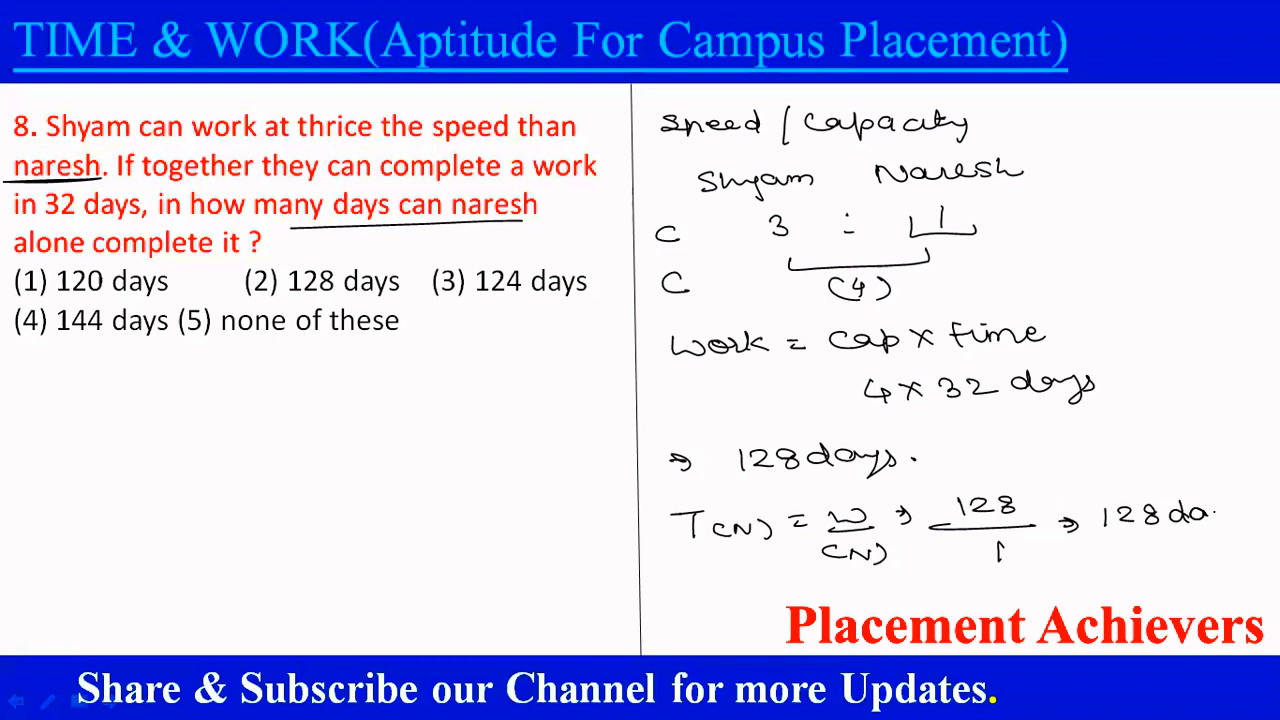 TIME & WORK(Aptitude For Campus Placement)
8. Shyam can work at thrice the speed than
naresh. If together they can complete a work
in 32 days, in how many days can naresh
alone complete it ?
(1) 120 days (2) 128 days (3) 124 days
(4) 144 days (5) none of these
Speed / Capacity
Shyam Naresh
C 3 : 1
C (4)
Work = Cap x time
4 x 32 days
⇒ 128 days.
T(N) = W/C(N) ⇒ 128/1 ⇒ 128 da.
Placement Achievers
Share & Subscribe our Channel for more Updates.